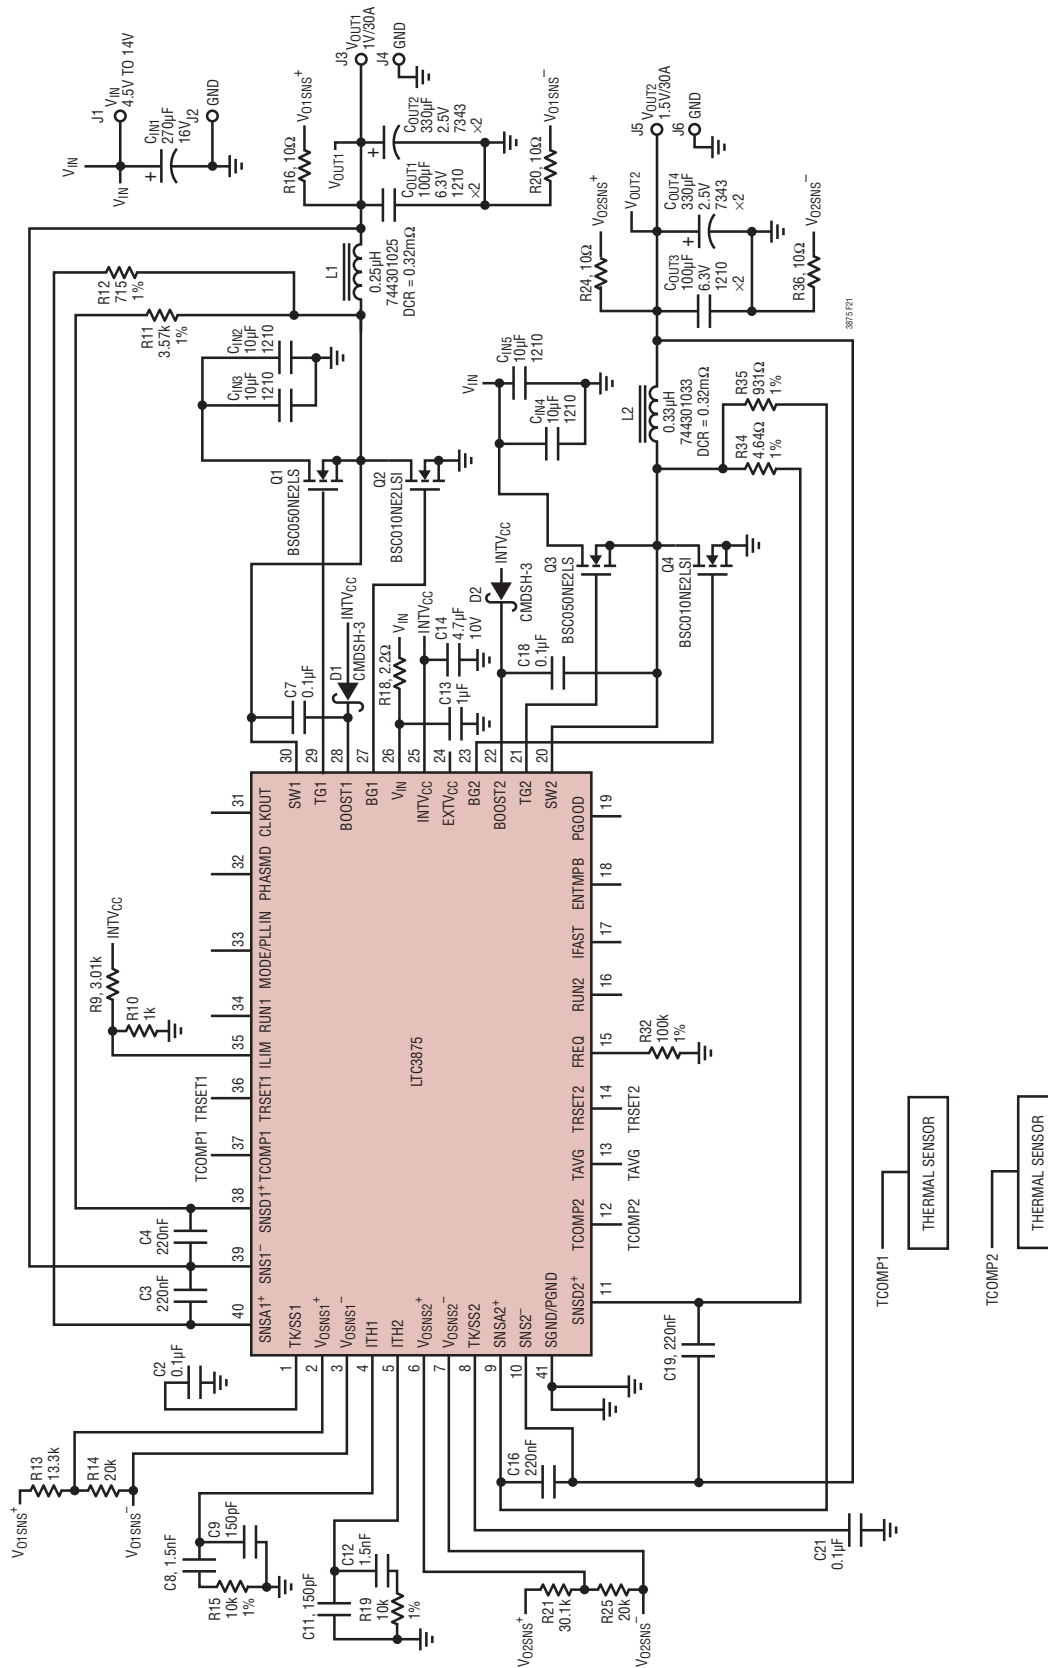 J1
VIN
4.5V TO 14V
VIN
VIN
CIN1
270µF
16V
+
J2
GND
J3
VOUT1
1V/30A
J4
GND
R16, 10Ω
VO1SNS+
VOUT1
+
COUT2
330µF
2.5V
7343
×2
COUT1
100µF
6.3V
1210
×2
R20, 10Ω
VO1SNS−
J5
VOUT2
1.5V/30A
J6
GND
R24, 10Ω
VO2SNS+
VOUT2
+
COUT4
330µF
2.5V
7343
×2
COUT3
100µF
6.3V
1210
×2
R36, 10Ω
VO2SNS−
3875 F21
L1
0.25µH
744301025
DCR = 0.32mΩ
R12
715
1%
R11
3.57k
1%
CIN2
10µF
1210
CIN3
10µF
1210
VIN
CIN5
10µF
1210
CIN4
10µF
1210
L2
0.33µH
744301033
DCR = 0.32mΩ
R35
931Ω
1%
R34
4.64Ω
1%
Q1
BSC050NE2LS
Q2
BSC010NE2LSI
Q3
BSC050NE2LS
Q4
BSC010NE2LSI
C7
0.1µF
D1
CMDSH-3
INTVCC
R18, 2.2Ω
VIN
INTVCC
C14
4.7µF
10V
C13
1µF
D2
CMDSH-3
INTVCC
C18
0.1µF
30
29
28
27
26
25
24
23
22
21
20
SW1
TG1
BOOST1
BG1
VIN
INTVCC
EXTVCC
BG2
BOOST2
TG2
SW2
31
32
33
34
35
36
37
38
39
40
CLKOUT
PHASMD
MODE/PLLIN
RUN1
ILIM
TRSET1
TCOMP1
SNSD1+
SNS1−
SNSA1+
INTVCC
R9, 3.01k
R10
1k
TRSET1
TCOMP1
C4
220nF
C3
220nF
LTC3875
19
18
17
16
15
14
13
12
11
PGOOD
ENTMPB
IFAST
RUN2
FREQ
TRSET2
TAVG
TCOMP2
SNSD2+
R32
100k
1%
TRSET2
TAVG
TCOMP2
TK/SS1
VOSNS1+
VOSNS1−
ITH1
ITH2
VOSNS2+
VOSNS2−
TK/SS2
SNSA2+
SNS2−
SGND/PGND
1
2
3
4
5
6
7
8
9
10
41
C2
0.1µF
VO1SNS+
R13
13.3k
R14
20k
VO1SNS−
C8, 1.5nF
C9
150pF
R15
10k
1%
C11, 150pF
C12
1.5nF
R19
10k
1%
VO2SNS+
R21
30.1k
R25
20k
VO2SNS−
C16
220nF
C19, 220nF
C21
0.1µF
TCOMP1
THERMAL SENSOR
TCOMP2
THERMAL SENSOR